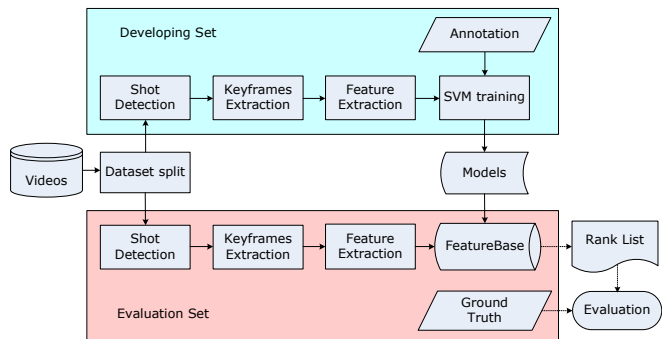 Developing Set
Annotation
Shot
Detection
Keyframes
Extraction
Feature
Extraction
SVM training
Videos
Dataset split
Models
Shot
Detection
Keyframes
Extraction
Feature
Extraction
FeatureBase
Rank List
Evaluation Set
Ground
Truth
Evaluation